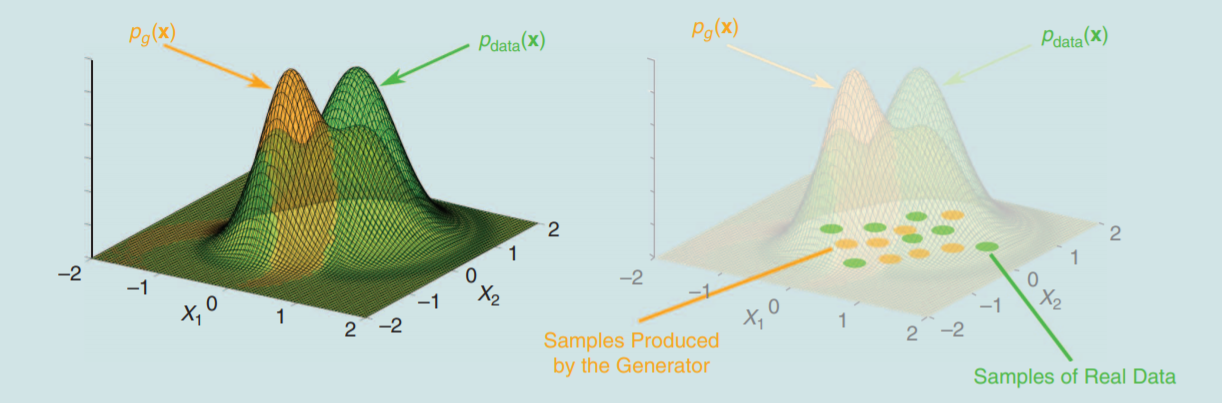 p_g(x)
p_data(x)
−2
−1
X_1
0
1
2
−2
−1
0
X_2
1
2
p_g(x)
p_data(x)
−2
−1
X_1
0
1
2
−2
−1
0
X_2
1
2
Samples Produced
by the Generator
Samples of Real Data